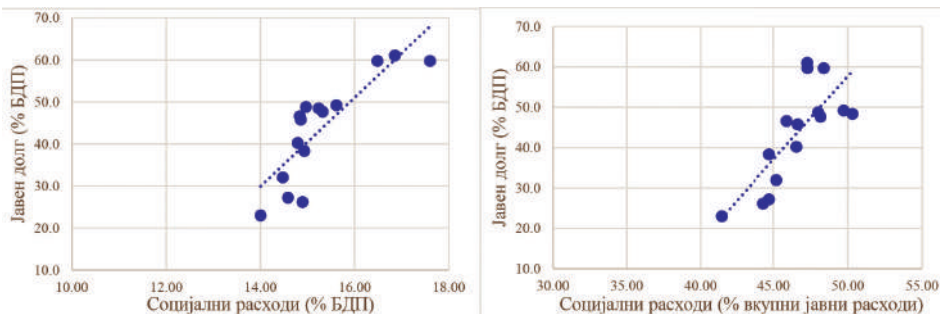 Јавен долг (% БДП)
70.0
60.0
50.0
40.0
30.0
20.0
10.0
10.00 12.00 14.00 16.00 18.00
Социјални расходи (% БДП)
Јавен долг (% БДП)
70.0
60.0
50.0
40.0
30.0
20.0
10.0
30.00 35.00 40.00 45.00 50.00 55.00
Социјални расходи (% вкупни јавни расходи)